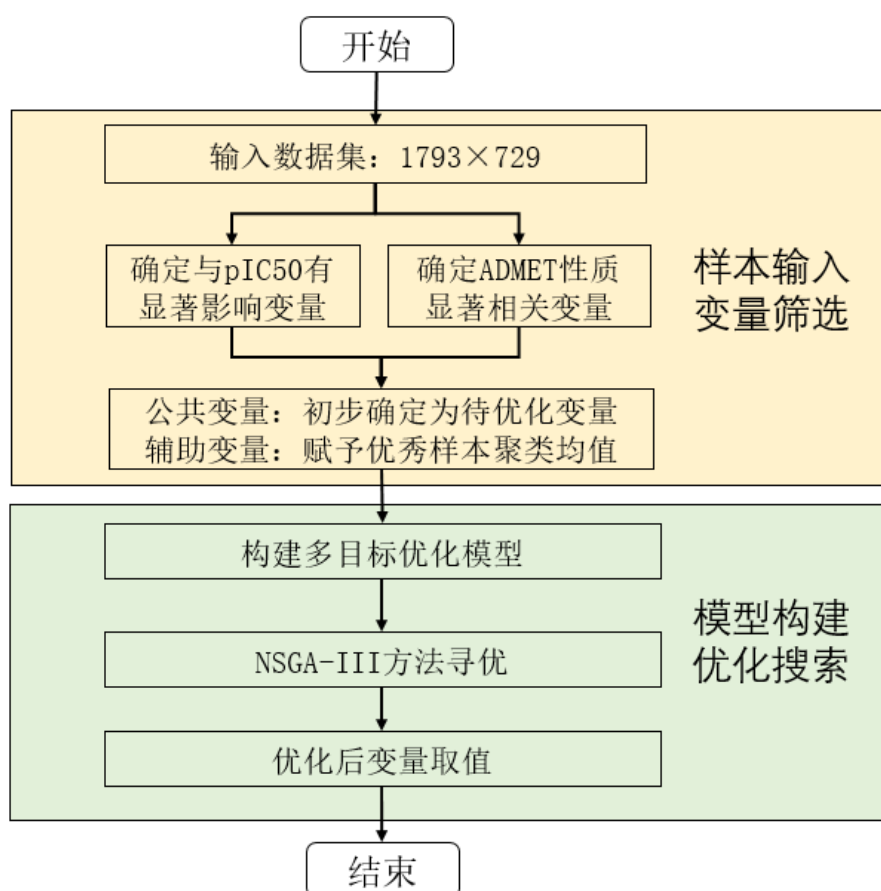 开始
输入数据集：1793×729
确定与pIC50有
显著影响变量
确定ADMET性质
显著相关变量
样本输入
变量筛选
公共变量：初步确定为待优化变量
辅助变量：赋予优秀样本聚类均值
构建多目标优化模型
NSGA-III方法寻优
模型构建
优化搜索
优化后变量取值
结束